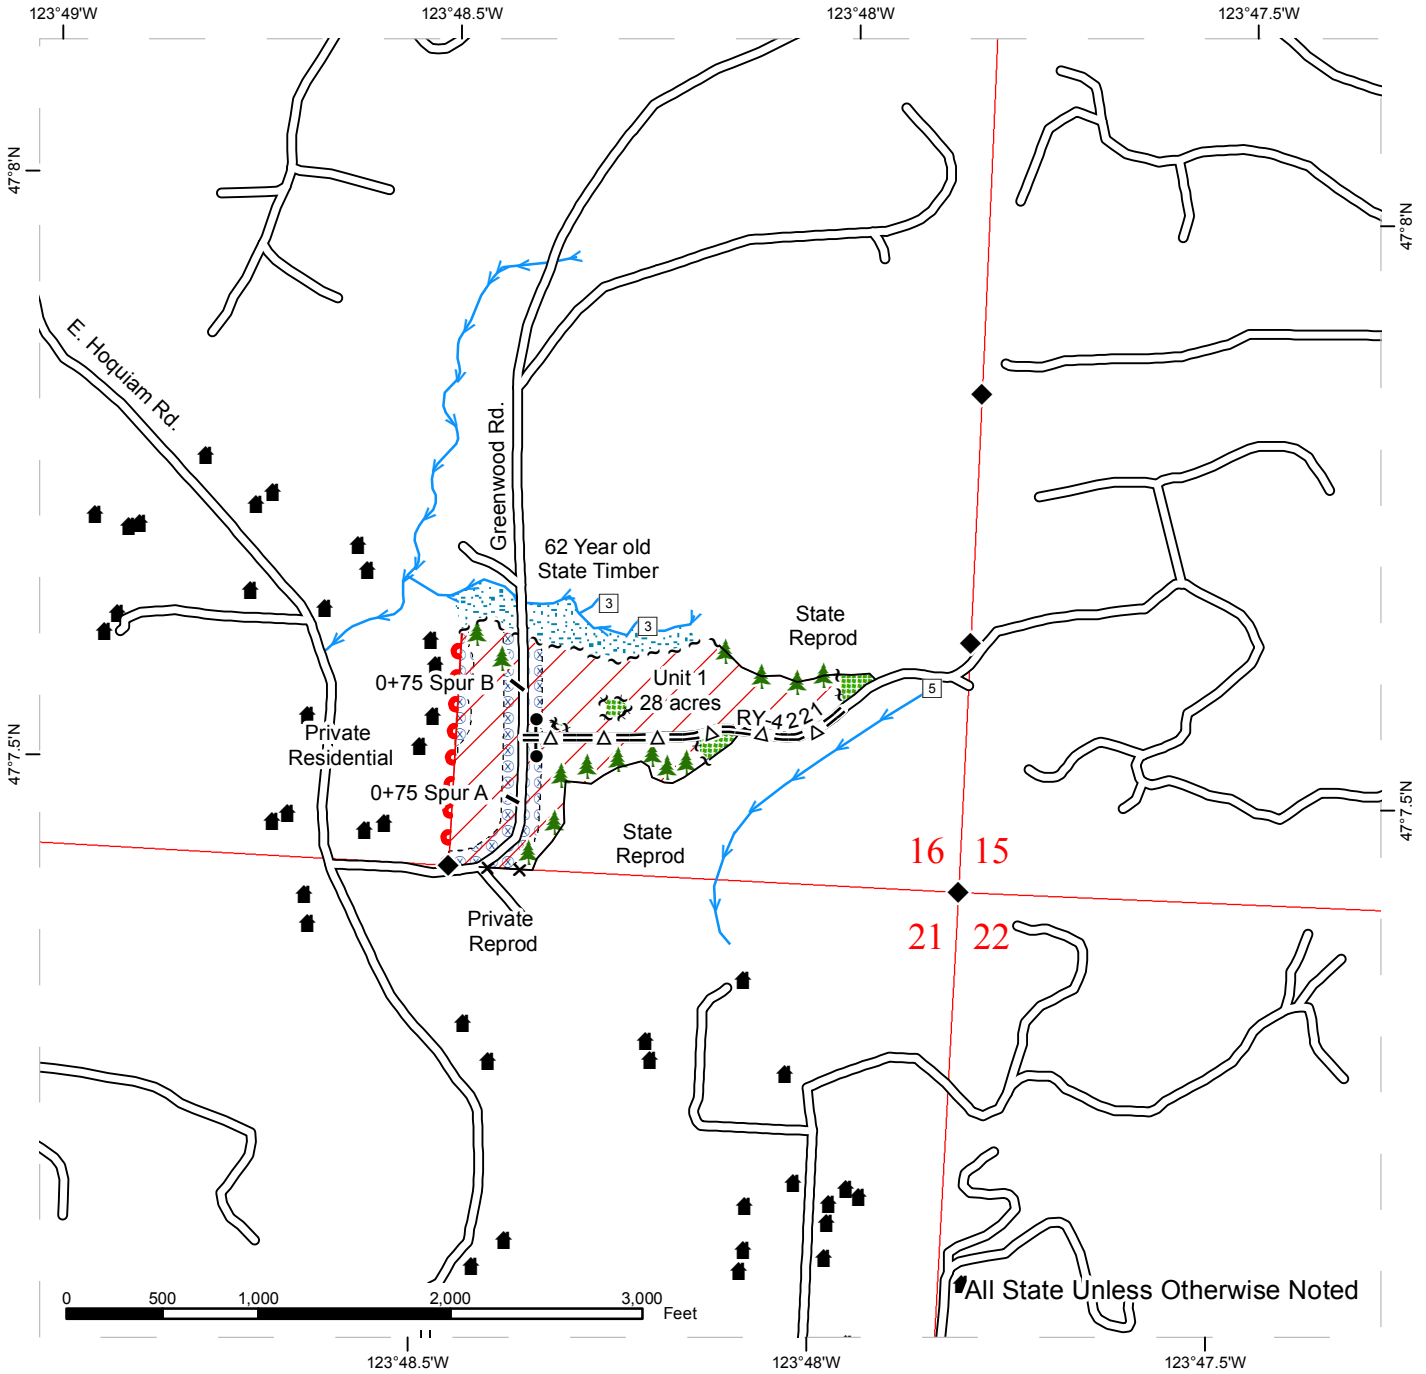 123°49'W
123°48.5'W
123°48'W
123°47.5'W
47°8'N
47°8'N
E. Hoquiam Rd.
Greenwood Rd.
62 Year old
State Timber
3
3
State
Reprod
Unit 1
28 acres
0+75 Spur B
5
RY-4221
Private
Residential
47°7.5'N
47°7.5'N
0+75 Spur A
State
Reprod
16 15
Private
Reprod
21 22
All State Unless Otherwise Noted
0 500 1,000 2,000 3,000
Feet
123°48.5'W
123°48'W
123°47.5'W